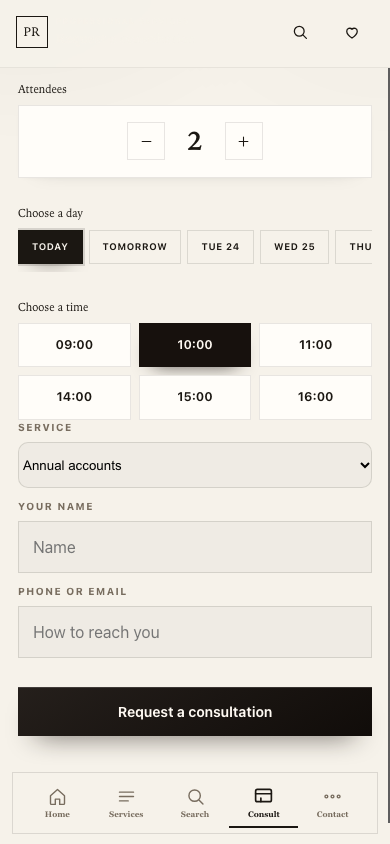 PR
Attendees
− 2 +
Choose a day
TODAY TOMORROW TUE 24 WED 25 THU
Choose a time
09:00 10:00 11:00
14:00 15:00 16:00
SERVICE
Annual accounts
YOUR NAME
Name
PHONE OR EMAIL
How to reach you
Request a consultation
Home Services Search Consult Contact